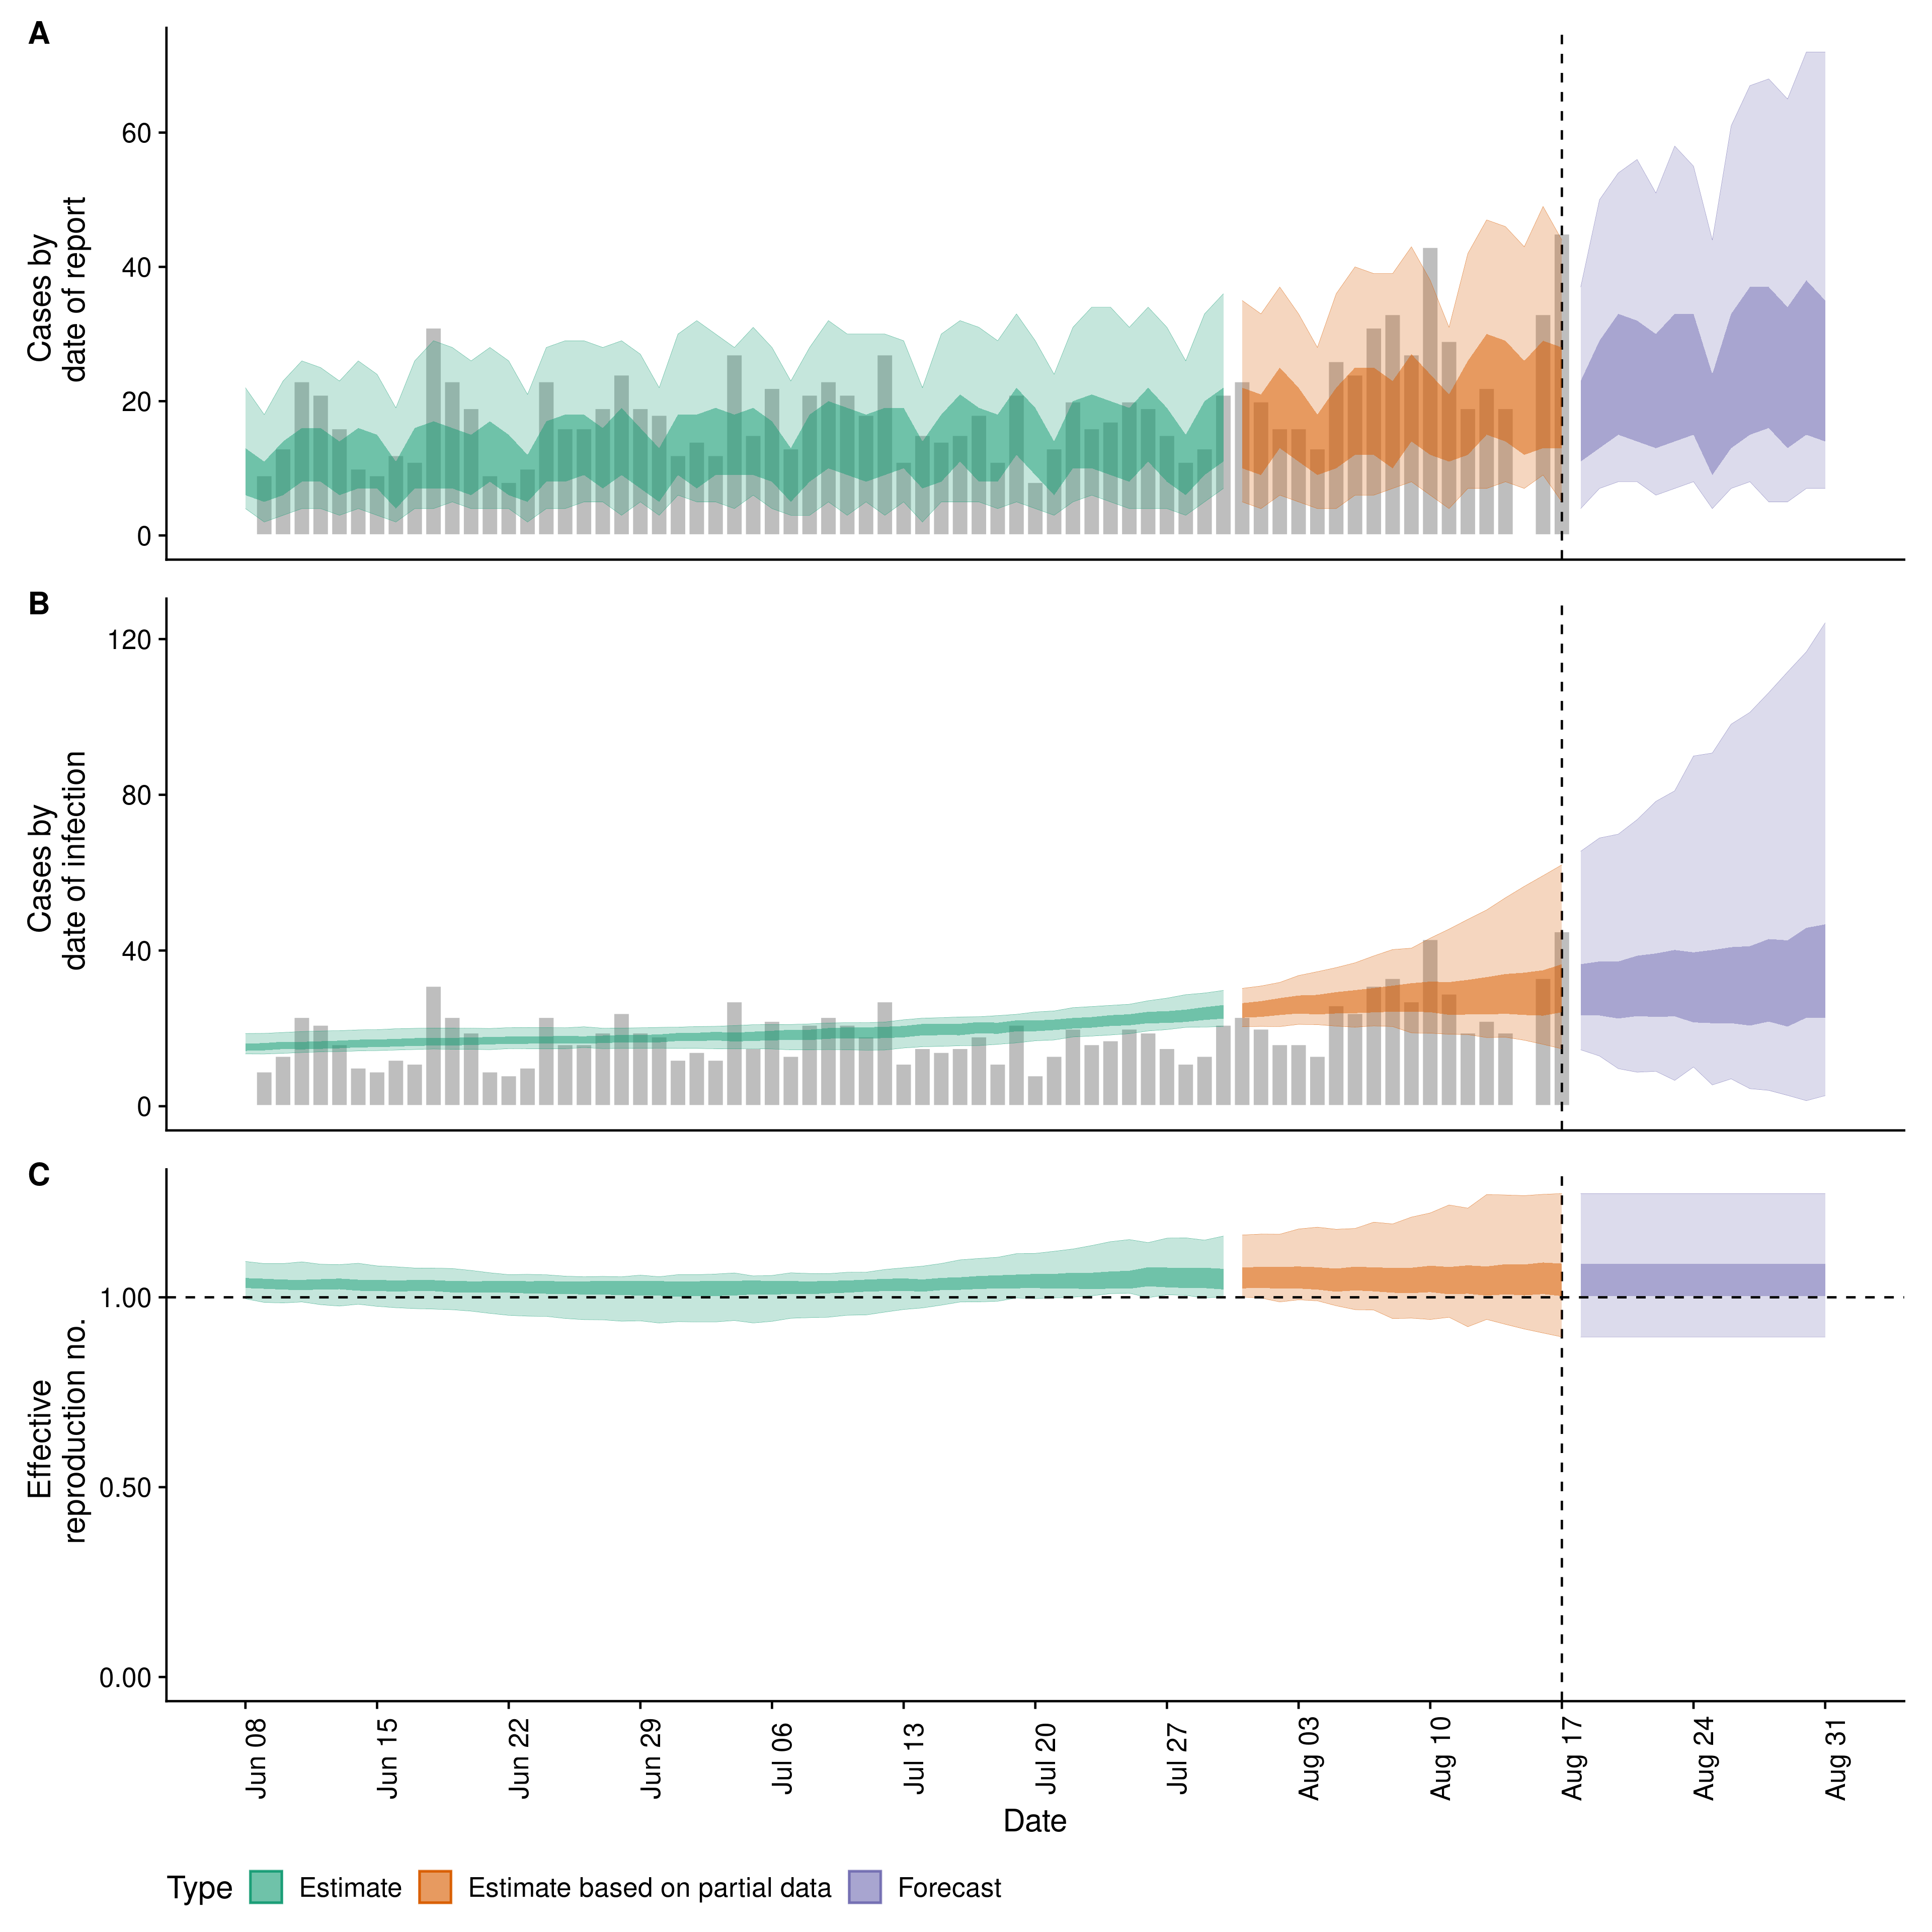 A
Cases by
date of report
60
40
20
0
B
Cases by
date of infection
120
80
40
0
C
Effective
reproduction no.
1.00
0.50
0.00
Jun 08
Jun 15
Jun 22
Jun 29
Jul 06
Jul 13
Jul 20
Jul 27
Aug 03
Aug 10
Aug 17
Aug 24
Aug 31
Date
Type Estimate Estimate based on partial data Forecast